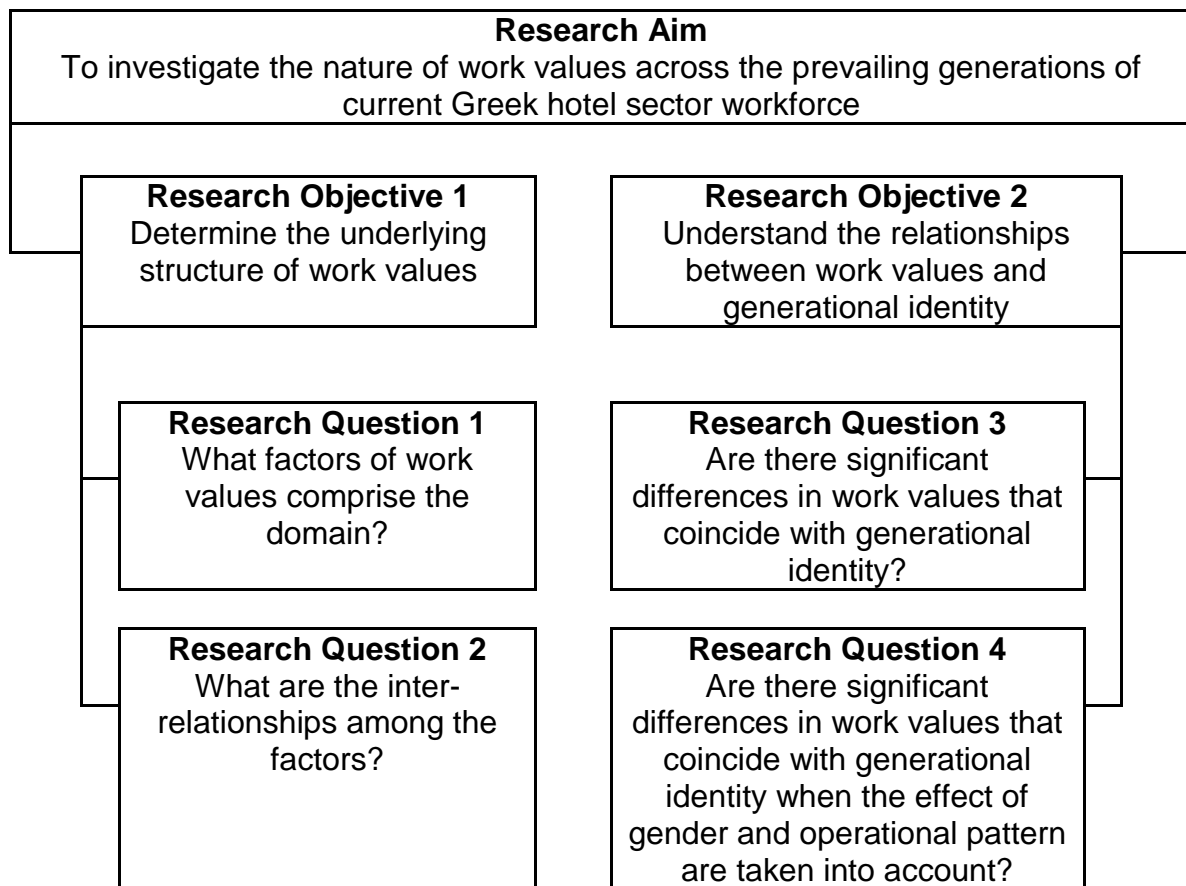 Research Aim
To investigate the nature of work values across the prevailing generations of
current Greek hotel sector workforce
Research Objective 1
Determine the underlying
structure of work values
Research Objective 2
Understand the relationships
between work values and
generational identity
Research Question 1
What factors of work
values comprise the
domain?
Research Question 3
Are there significant
differences in work values that
coincide with generational
identity?
Research Question 2
What are the inter-
relationships among the
factors?
Research Question 4
Are there significant
differences in work values that
coincide with generational
identity when the effect of
gender and operational pattern
are taken into account?